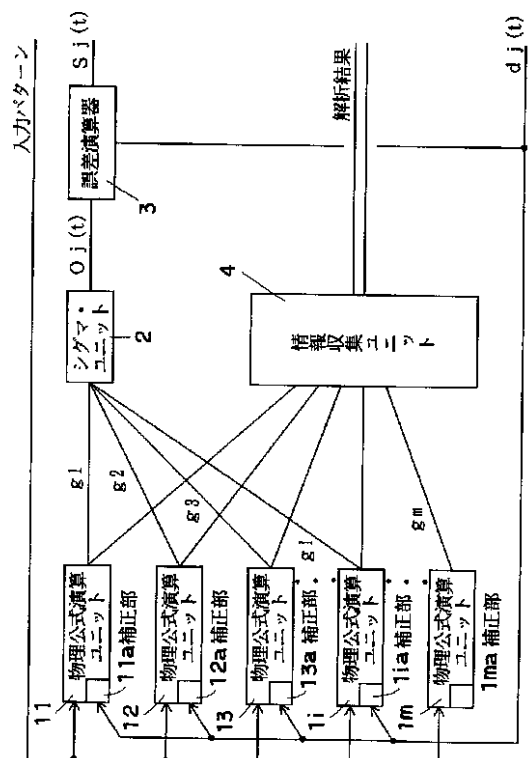 入力パターン
11
物理公式演算
ユニット
11a 補正部
12
物理公式演算
ユニット
12a 補正部
13
物理公式演算
ユニット
13a 補正部
1i
物理公式演算
ユニット
1ia 補正部
1m
物理公式演算
ユニット
1ma 補正部
g1
g2
g3
gi
gm
シグマ・
ユニット
2
Oj(t)
誤差演算器
3
Sj(t)
4
情報収集ユニット
解析結果
dj(t)